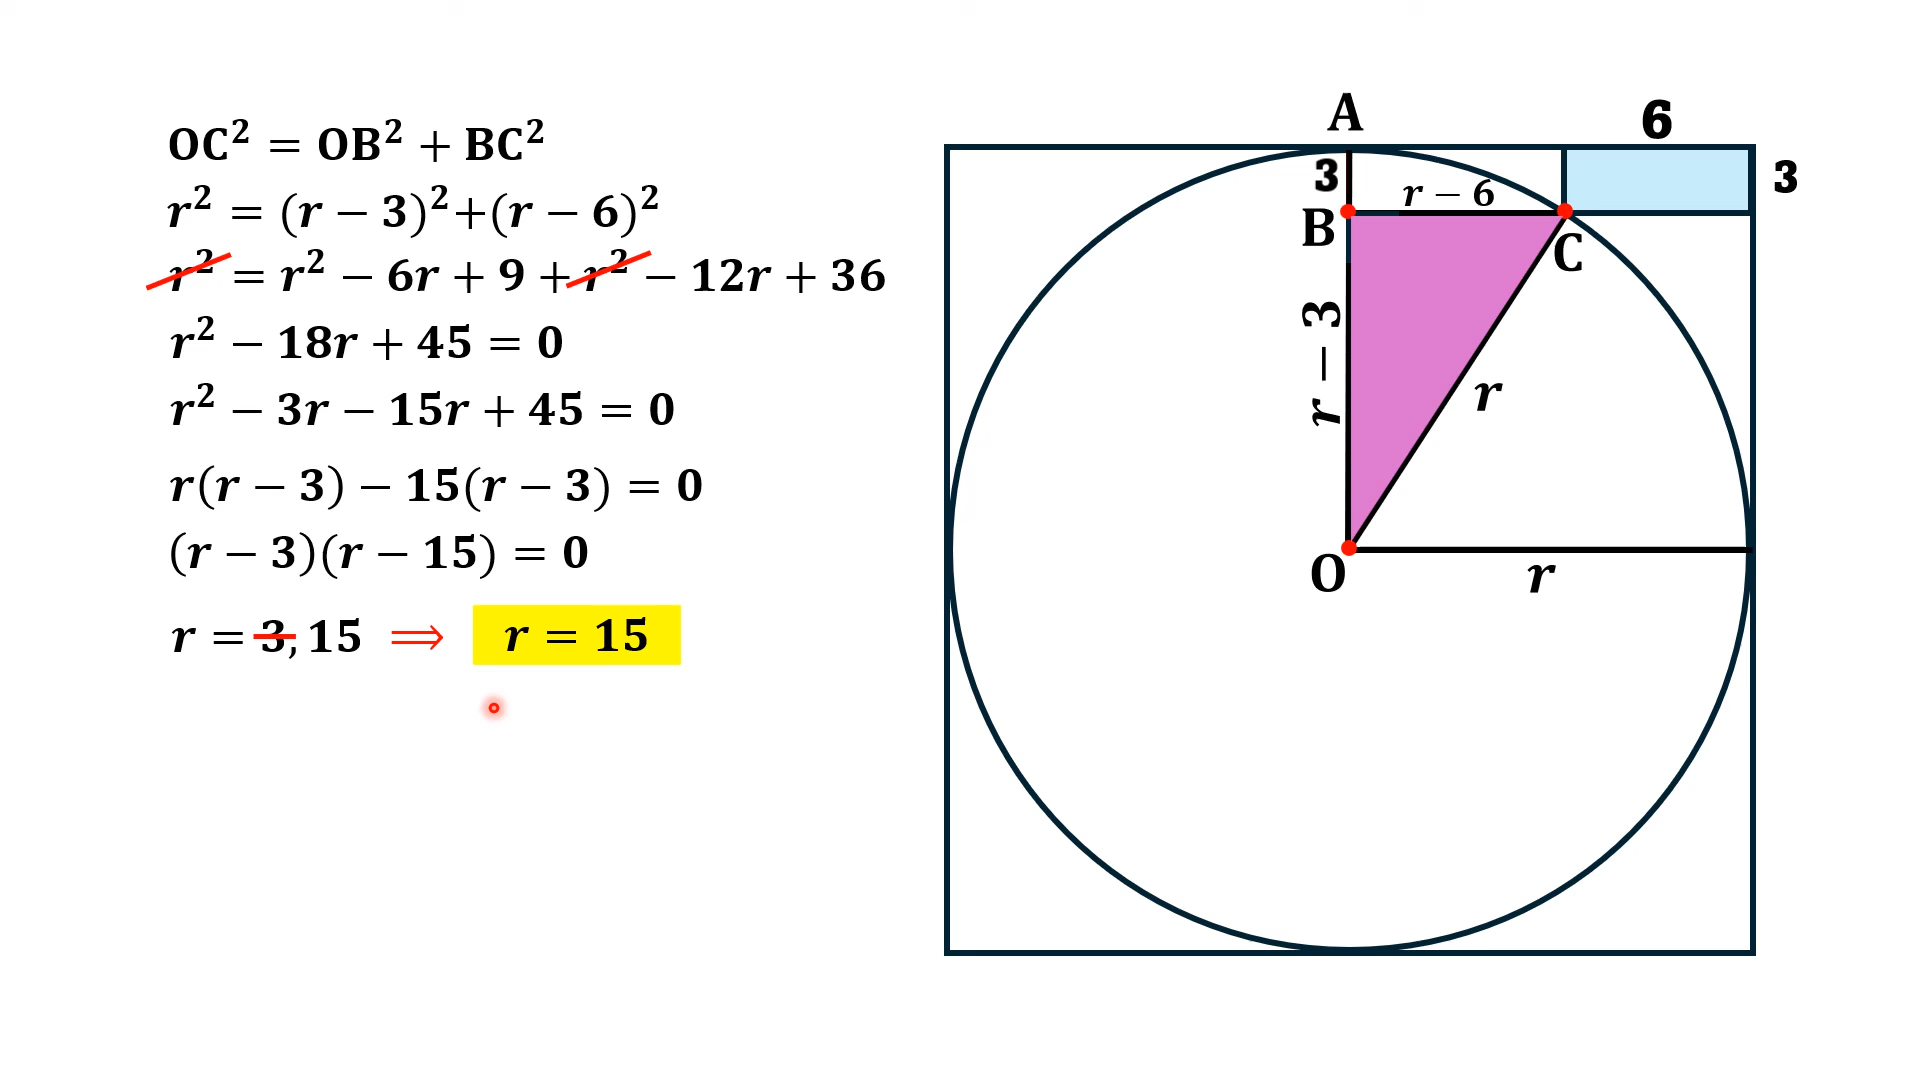 OC² = OB² + BC²
r² = (r − 3)²+(r − 6)²
r² = r² − 6r + 9 + r² − 12r + 36
r² − 18r + 45 = 0
r² − 3r − 15r + 45 = 0
r(r − 3) − 15(r − 3) = 0
(r − 3)(r − 15) = 0
r = 3, 15 ⟹ r = 15
A
6
3
3
r − 6
B
C
r − 3
r
O
r